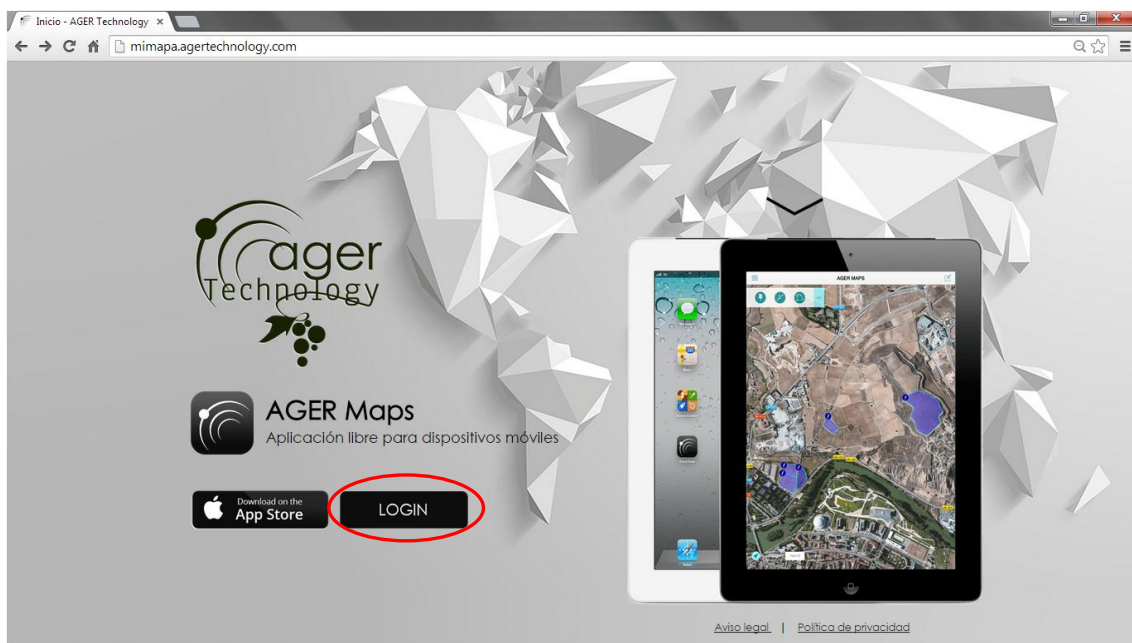 Inicio - AGER Technology
mimapa.agertechnology.com
ager
Technology
AGER Maps
Aplicación libre para dispositivos móviles
Download on the
App Store
LOGIN
AGER MAPS
Aviso legal | Política de privacidad